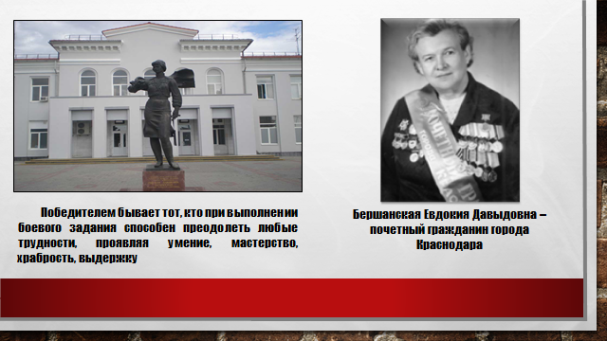 Победителем бывает тот, кто при выполнении
боевого задания способен преодолеть любые
трудности, проявляя умение, мастерство,
храбрость, выдержку
Бершанская Евдокия Давыдовна –
почетный гражданин города
Краснодара